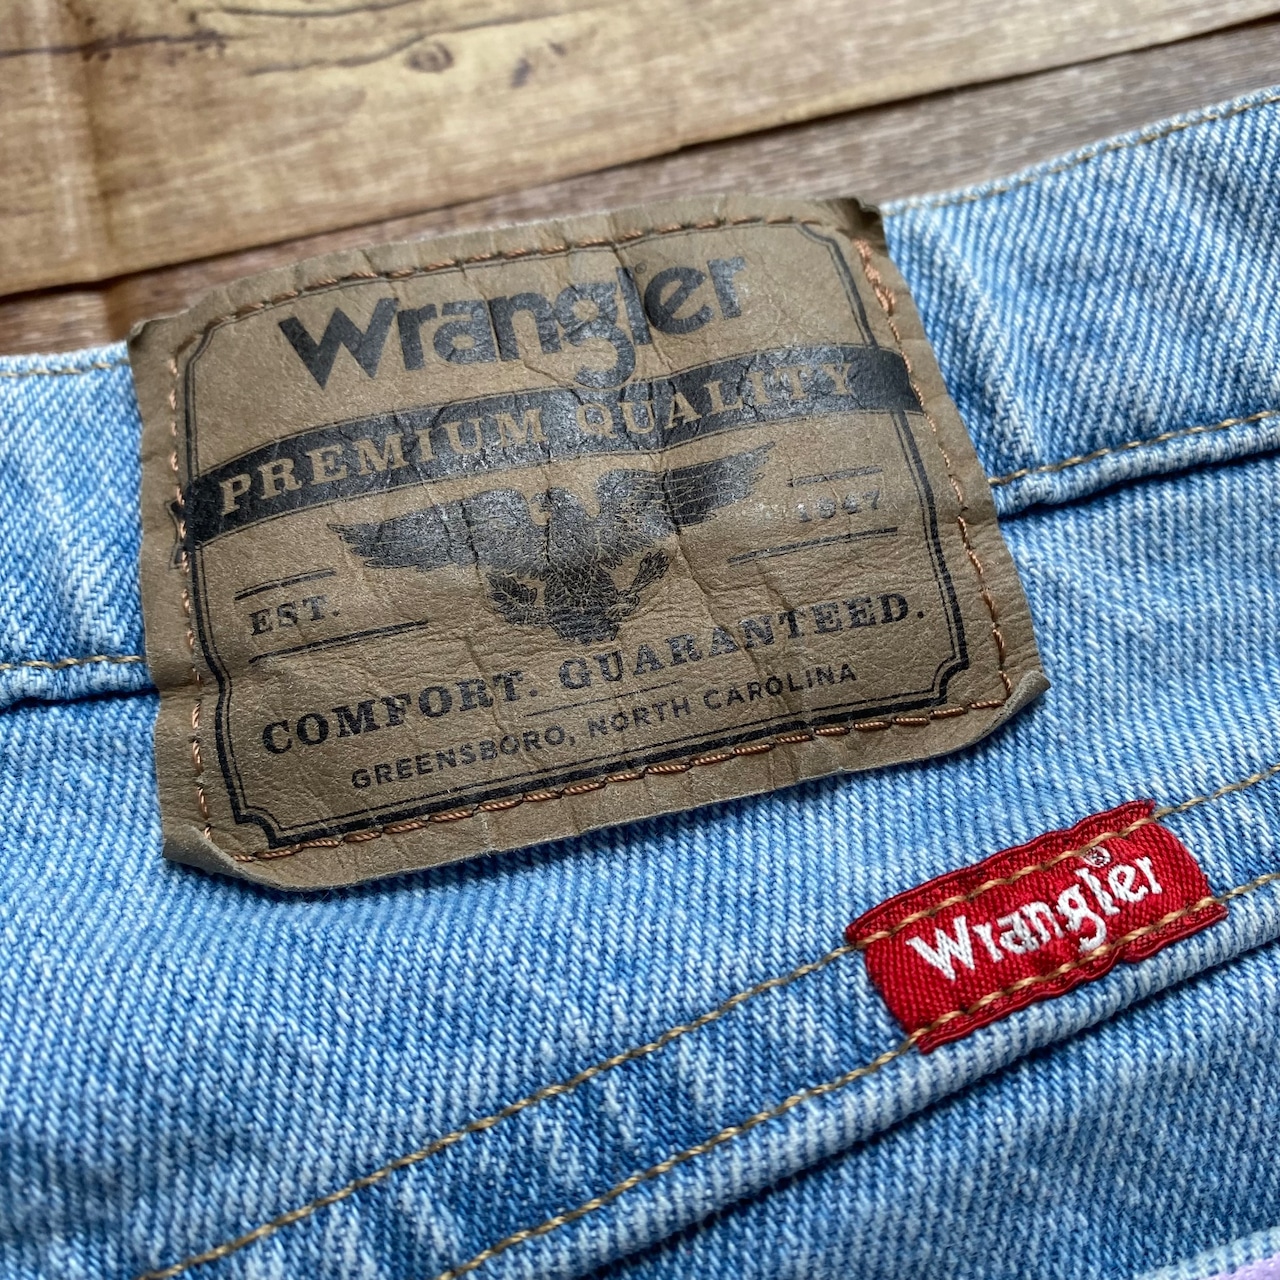 Wrangler
PREMIUM QUALITY
EST. 1947
COMFORT. GUARANTEED.
GREENSBORO, NORTH CAROLINA
Wrangler®